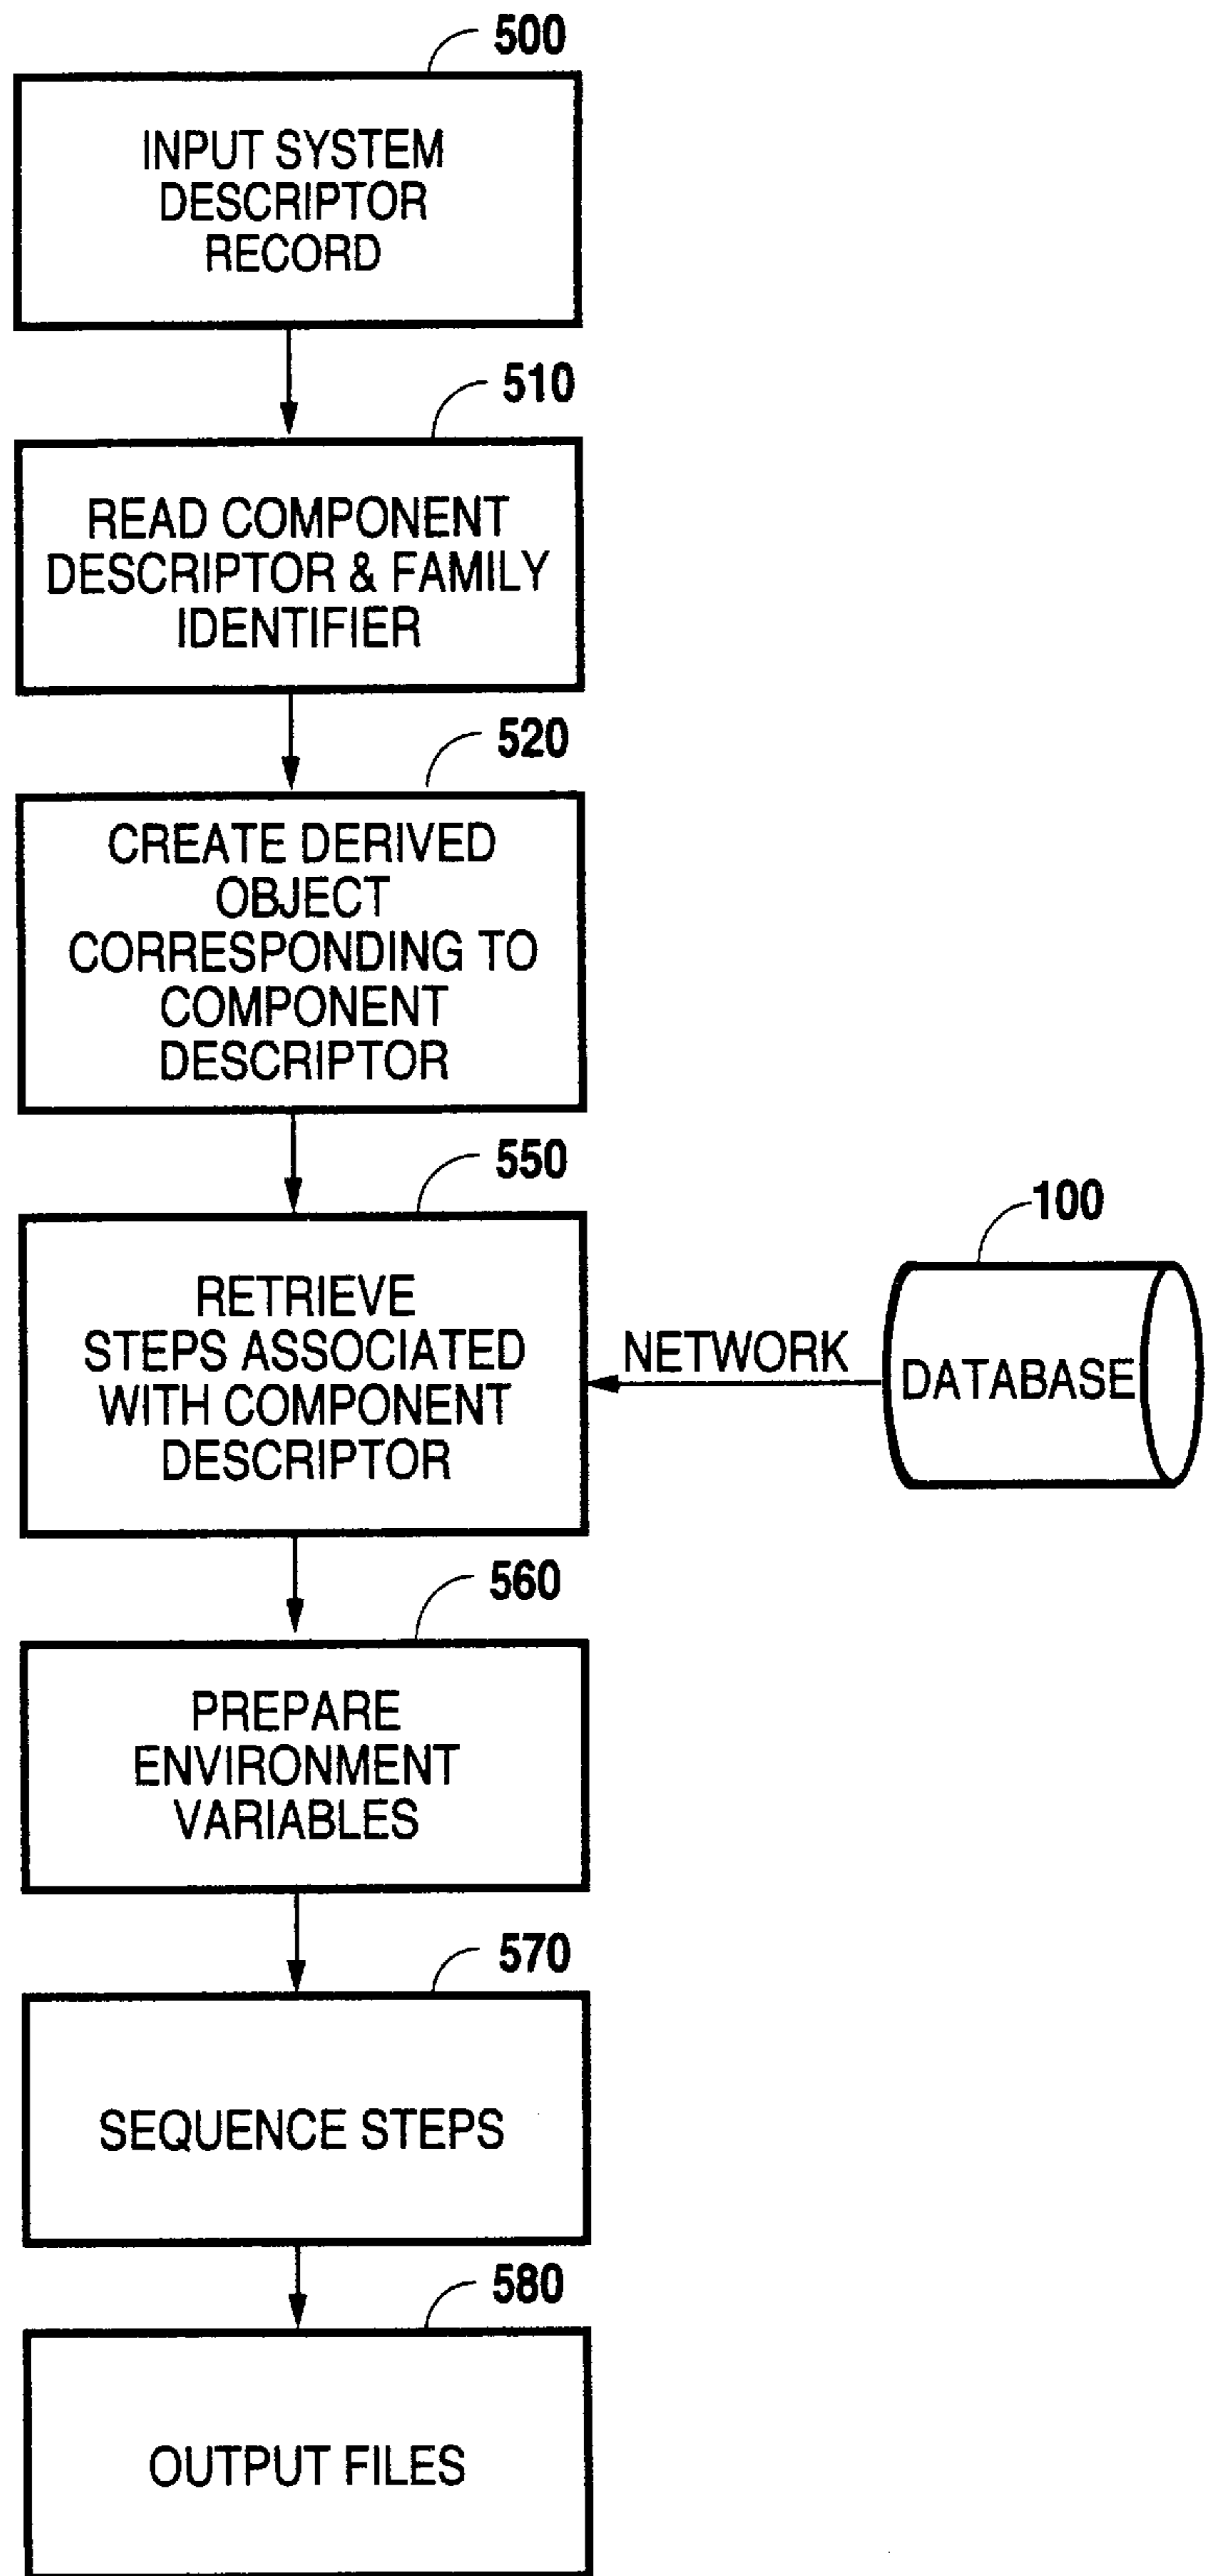 500
INPUT SYSTEM
DESCRIPTOR
RECORD
510
READ COMPONENT
DESCRIPTOR & FAMILY
IDENTIFIER
520
CREATE DERIVED
OBJECT
CORRESPONDING TO
COMPONENT
DESCRIPTOR
550
RETRIEVE
STEPS ASSOCIATED
WITH COMPONENT
DESCRIPTOR
NETWORK
100
DATABASE
560
PREPARE
ENVIRONMENT
VARIABLES
570
SEQUENCE STEPS
580
OUTPUT FILES